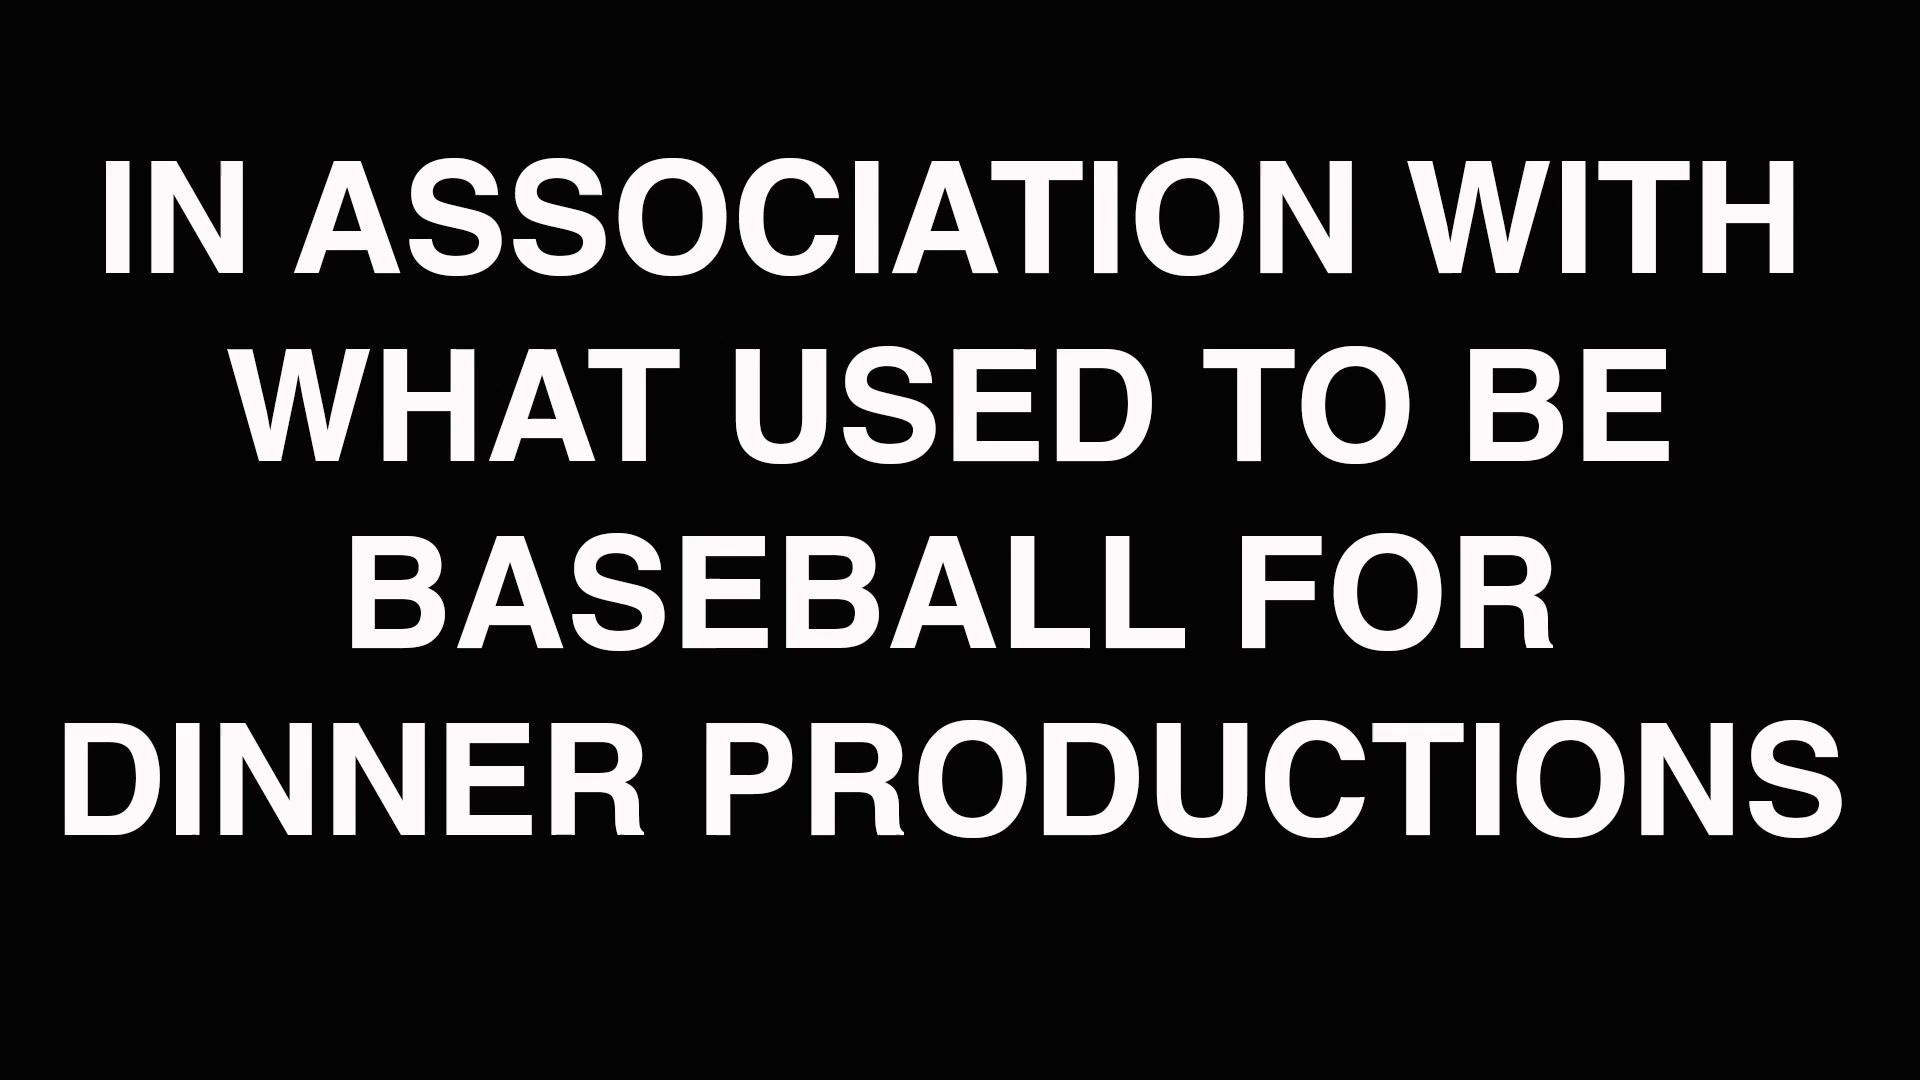 IN ASSOCIATION WITH
WHAT USED TO BE
BASEBALL FOR
DINNER PRODUCTIONS